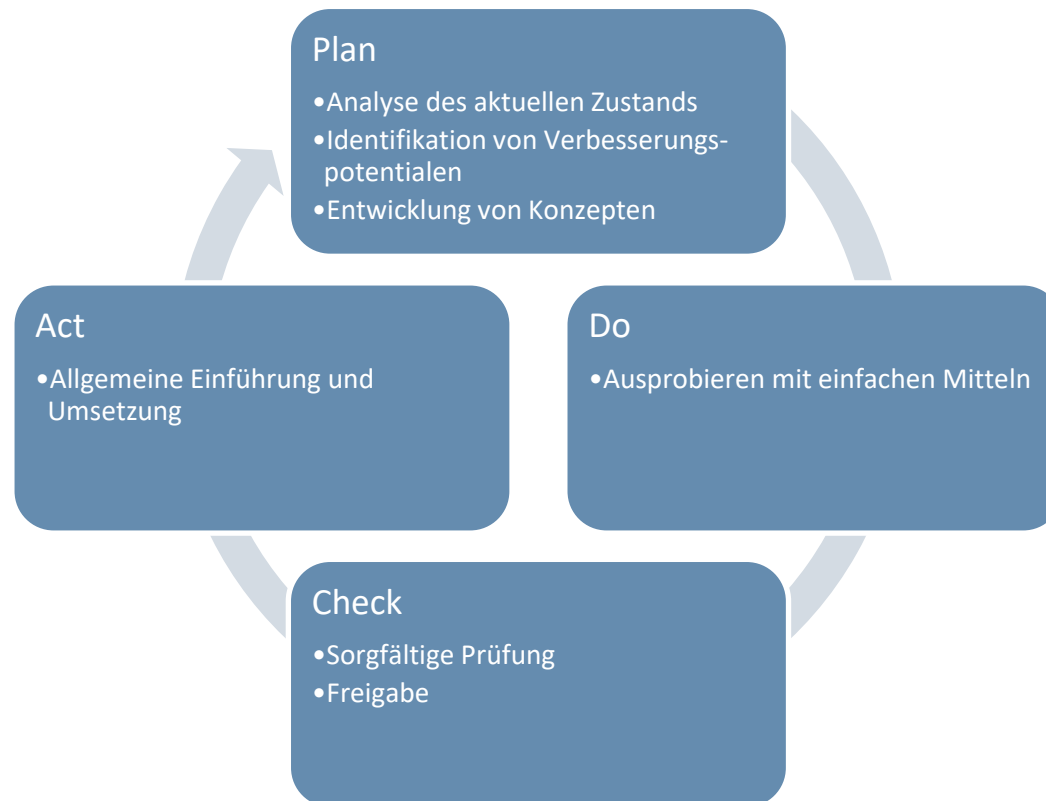 Plan
•Analyse des aktuellen Zustands
•Identifikation von Verbesserungs-
potentialen
•Entwicklung von Konzepten
Do
•Ausprobieren mit einfachen Mitteln
Check
•Sorgfältige Prüfung
•Freigabe
Act
•Allgemeine Einführung und
Umsetzung